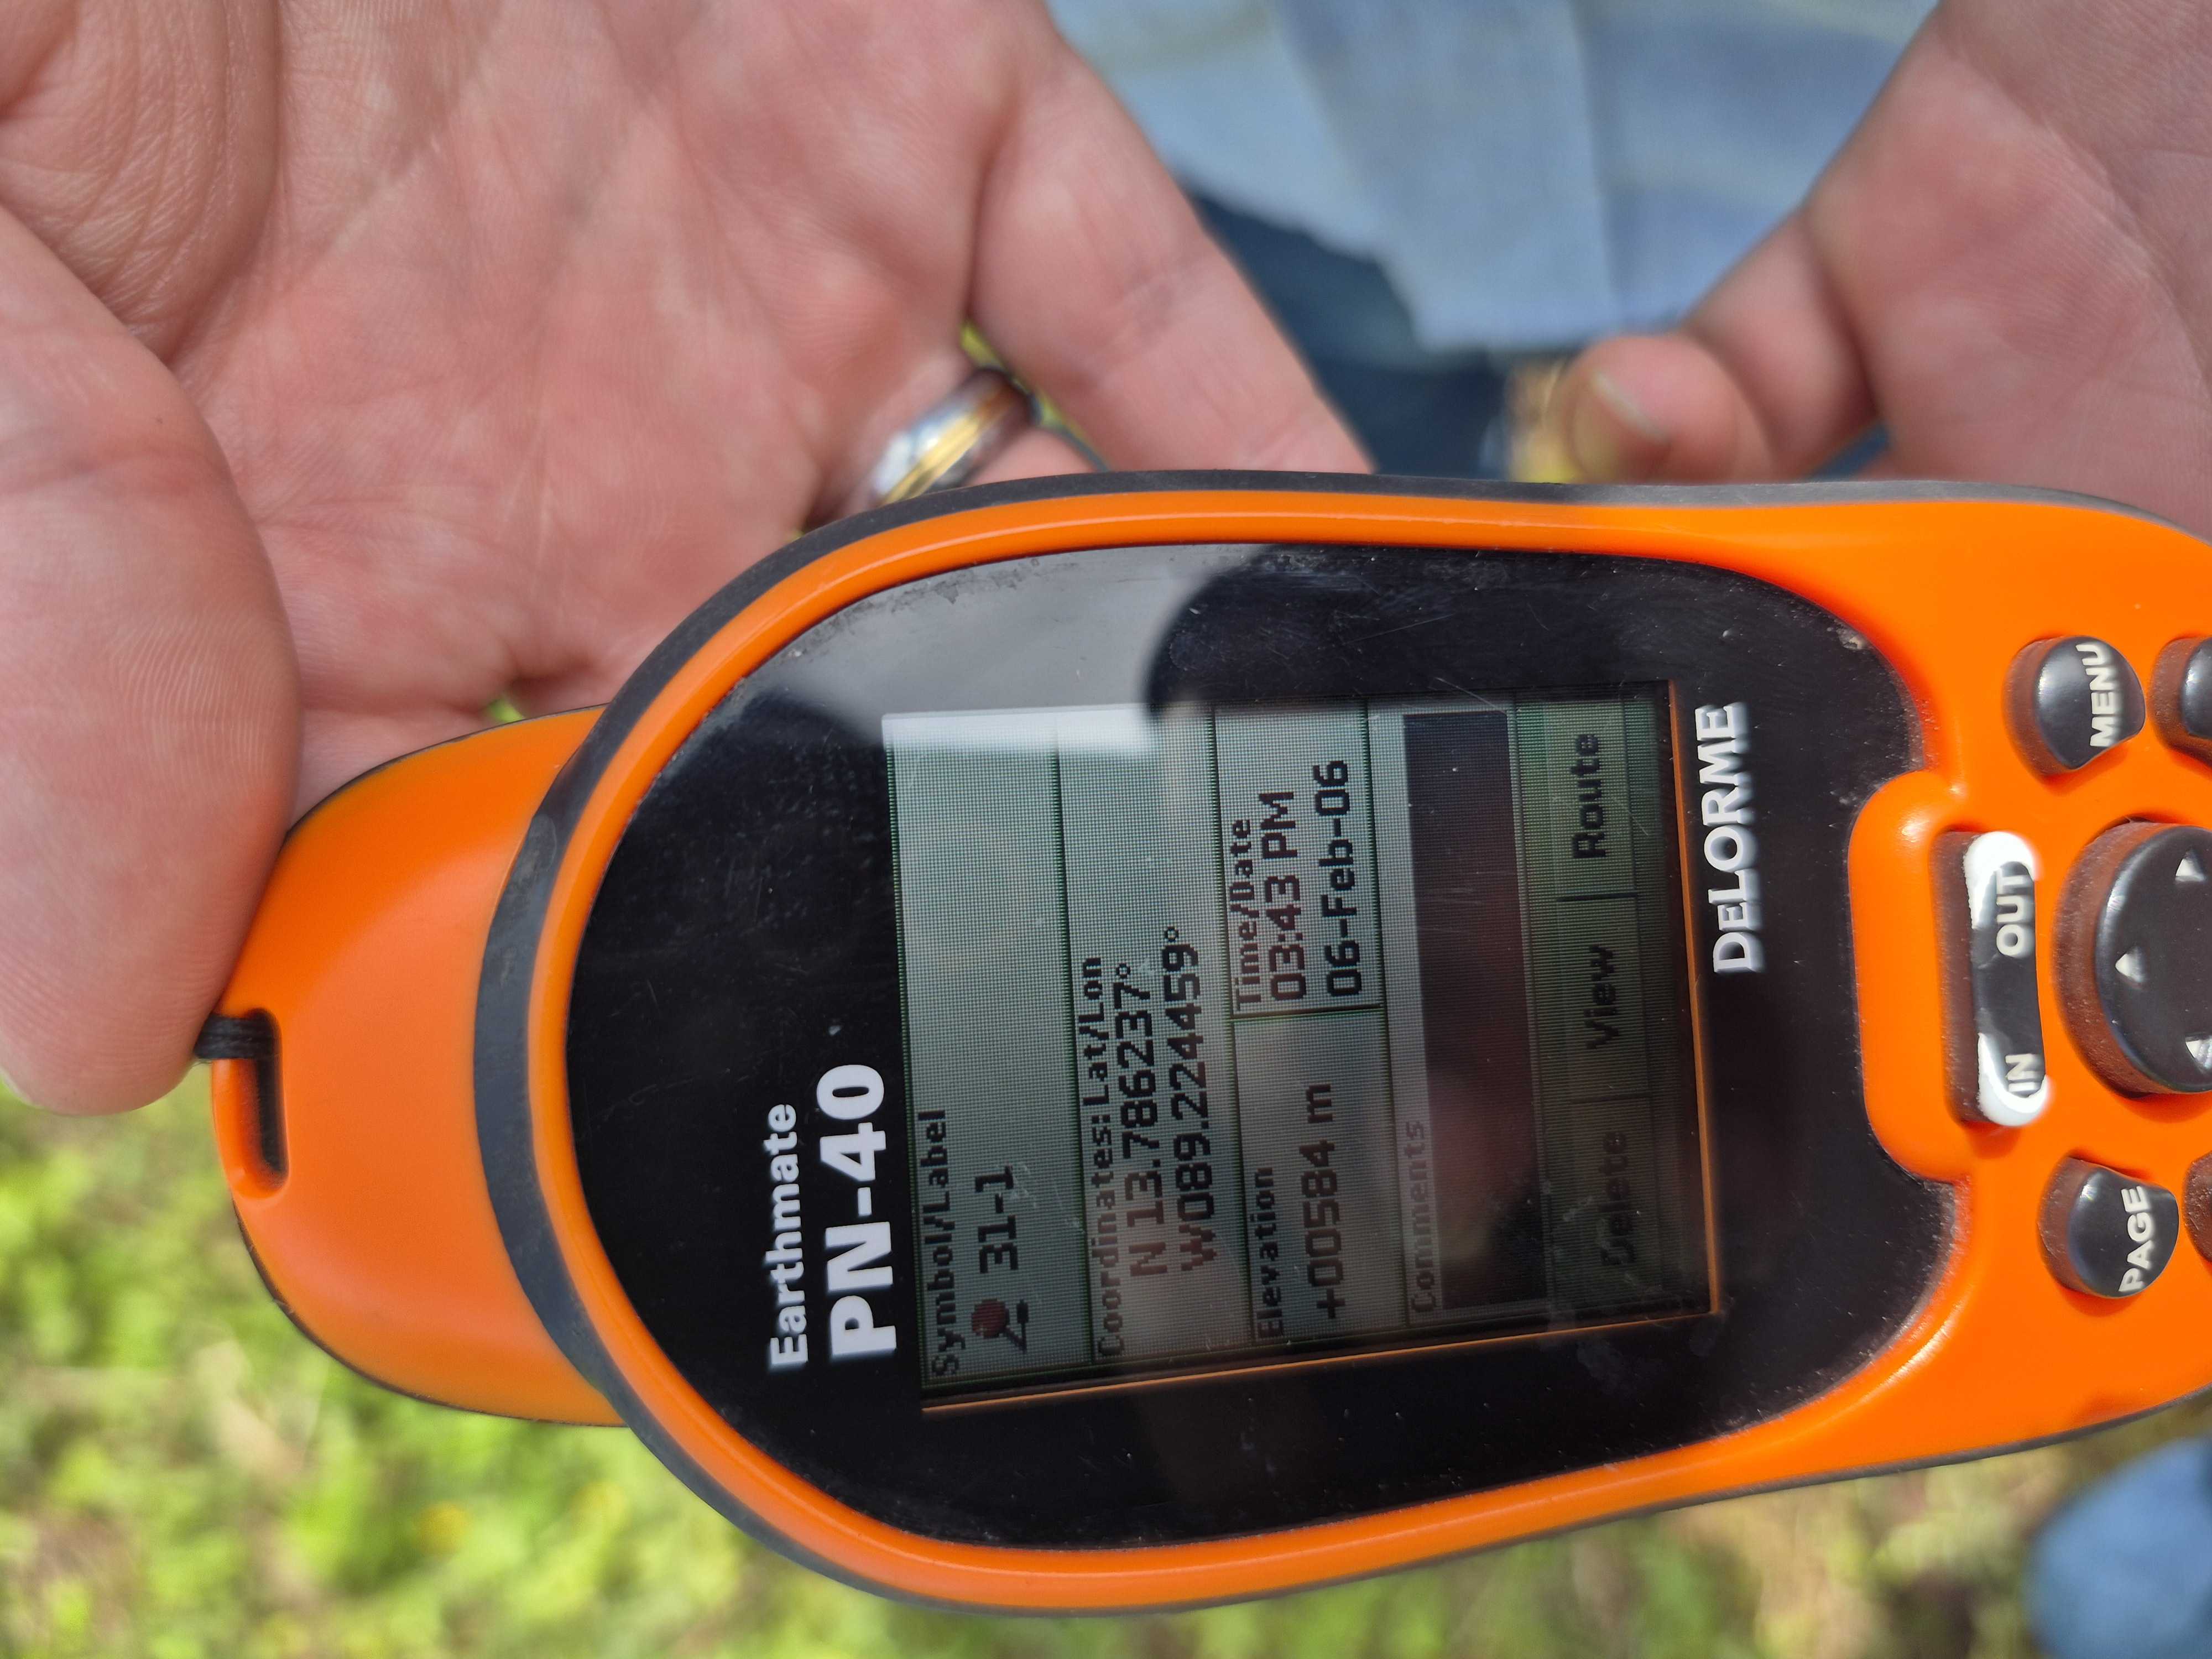 Earthmate
PN-40
Symbol/Label
31-1
Coordinates: Lat/Lon
N 13.786237°
W089.224459°
Elevation
+00584 m
Time/Date
03:43 PM
06-Feb-06
Comments
Delete
View
Route
DELORME
IN
OUT
PAGE
MENU